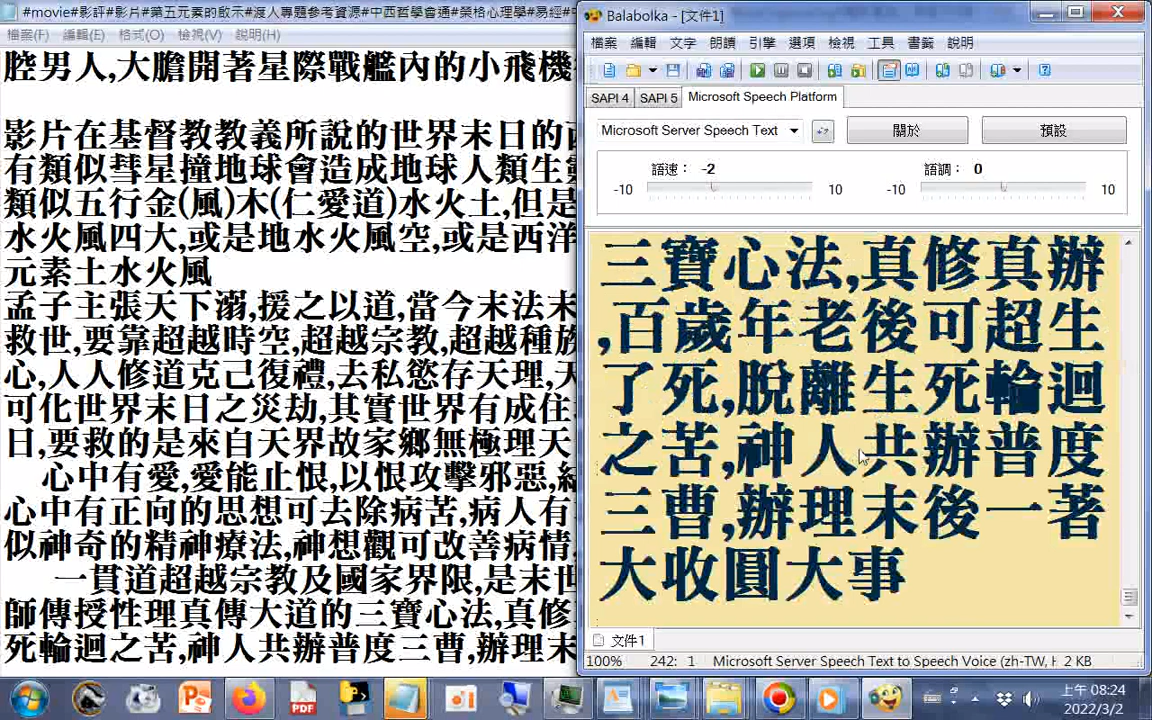 #movie#影評#影片#第五元素的啟示#渡人專題參考資源#中西哲學會通#榮格心理學#易經#中
檔案(F) 編輯(E) 格式(O) 檢視(V) 說明(H)
腔男人,大膽開著星際戰艦內的小飛機
影片在基督教教義所說的世界末日的
有類似彗星撞地球會造成地球人類生
類似五行金(風)木(仁愛道)水火土,但是
水火風四大,或是地水火風空,或是西洋
元素土水火風
孟子主張天下溺,援之以道,當今末法末
救世,要靠超越時空,超越宗教,超越種族
心,人人修道克己復禮,去私慾存天理,
可化世界末日之災劫,其實世界有成住
日,要救的是來自天界故家鄉無極理天
心中有愛,愛能止恨,以恨攻擊邪惡,
心中有正向的思想可去除病苦,病人有
似神奇的精神療法,神想觀可改善病情
一貫道超越宗教及國家界限,是末世
師傳授性理真傳大道的三寶心法,真修
死輪迴之苦,神人共辦普度三曹,辦理末
Balabolka - [文件1]
檔案 編輯 文字 朗讀 引擎 選項 檢視 工具 書籤 說明
SAPI 4 SAPI 5 Microsoft Speech Platform
Microsoft Server Speech Text 關於 預設
語速： -2 語調： 0
-10 10 -10 10
三寶心法,真修真辦
,百歲年老後可超生
了死,脫離生死輪迴
之苦,神人共辦普度
三曹,辦理末後一著
大收圓大事
文件1
100% 242: 1 Microsoft Server Speech Text to Speech Voice (zh-TW, H 2 KB
上午 08:24
2022/3/2